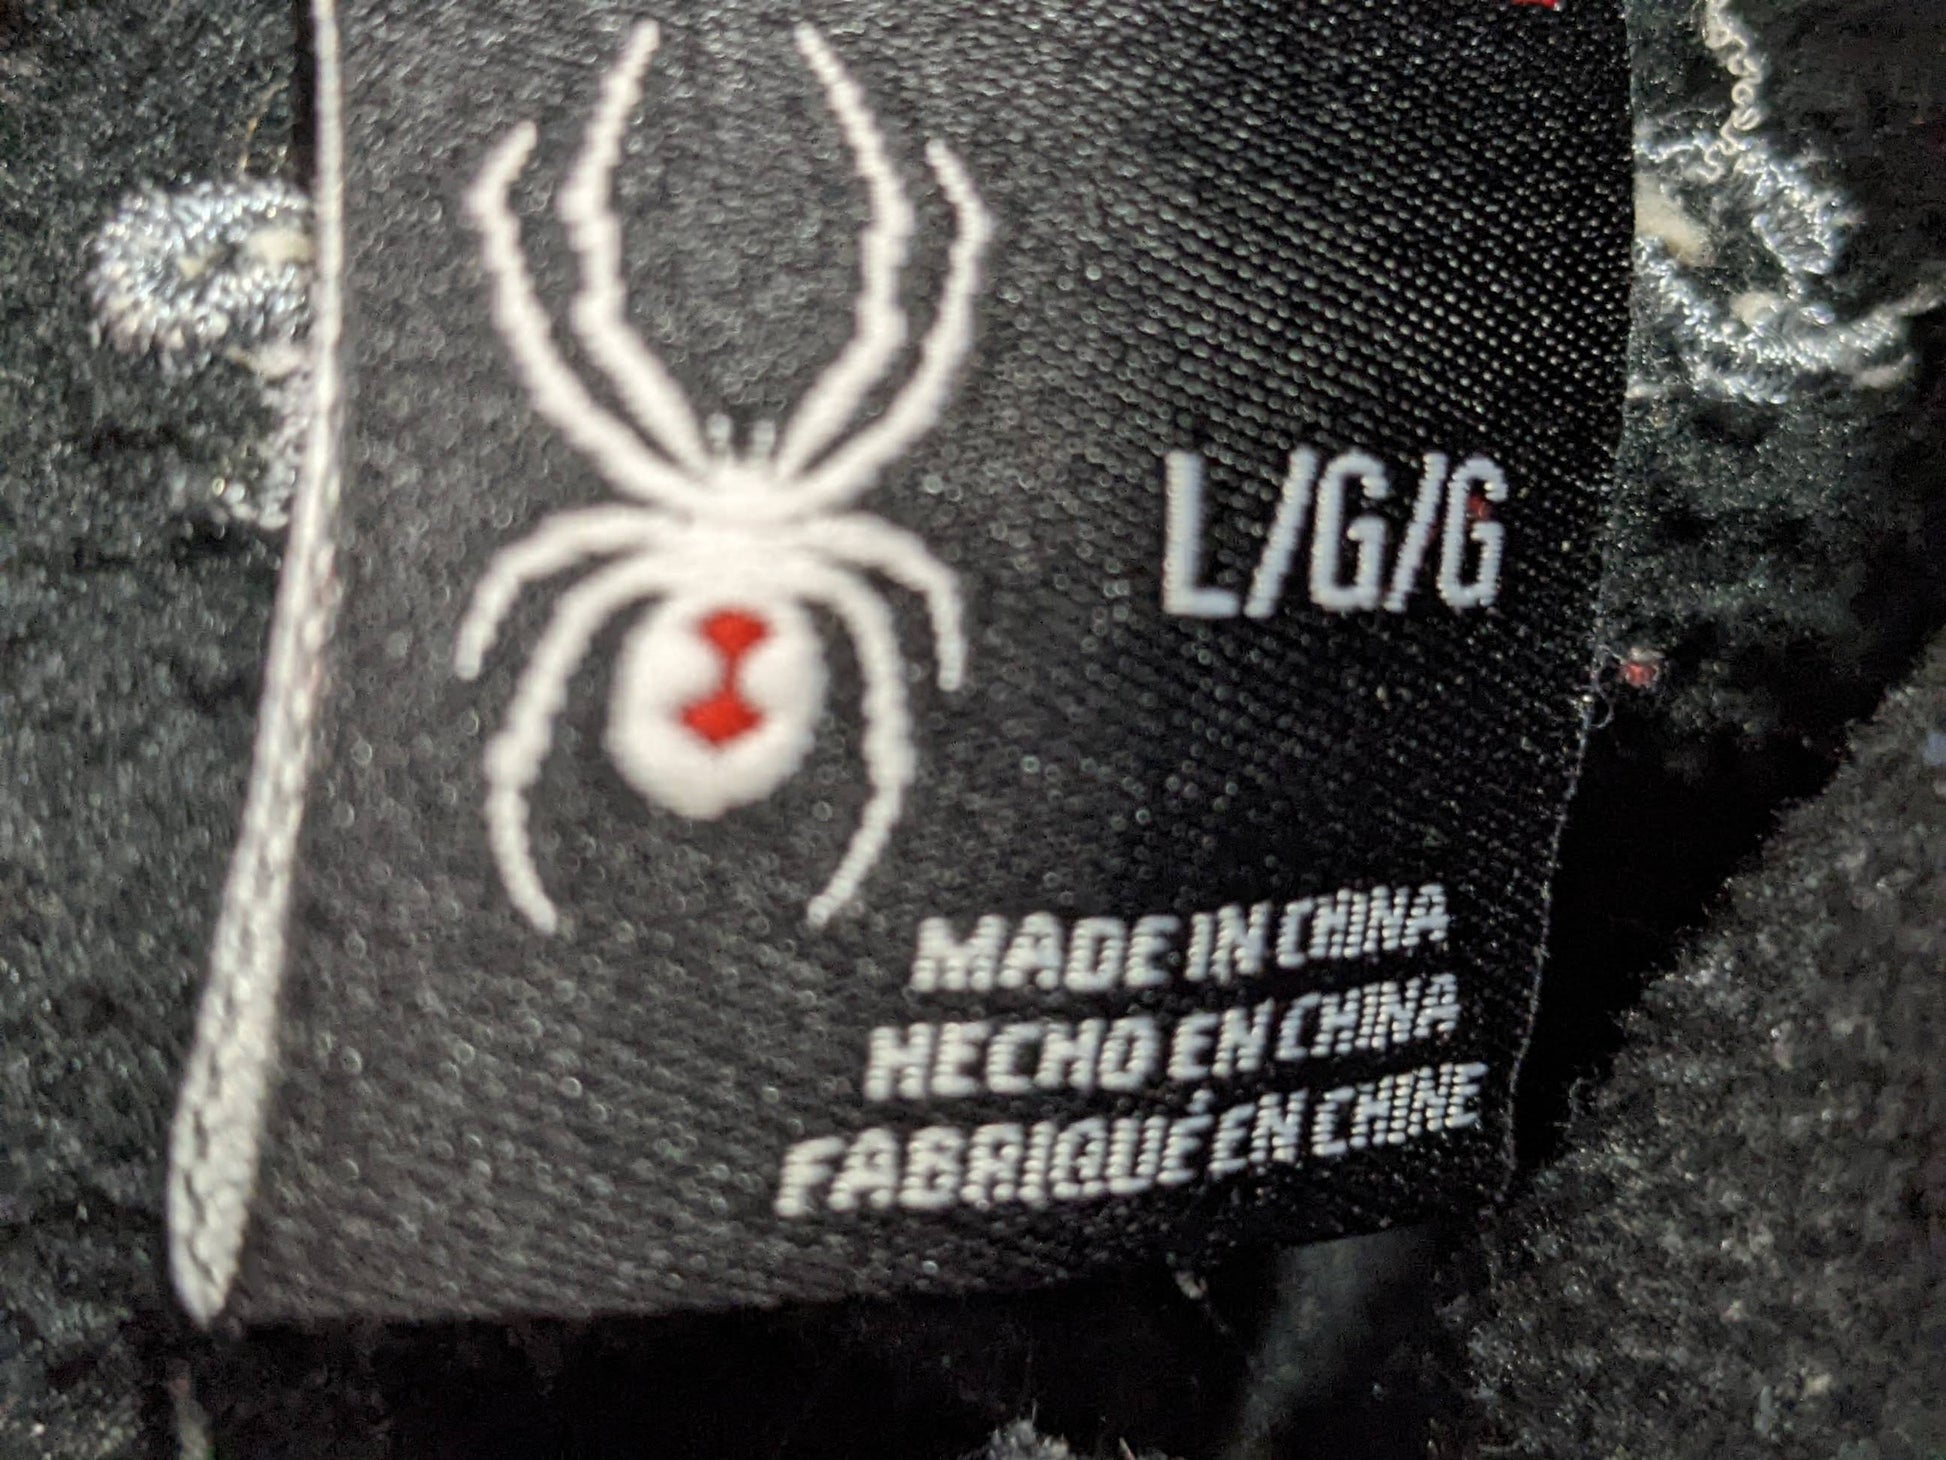 L/G/G
MADE IN CHINA
HECHO EN CHINA
FABRIQUÉ EN CHINE